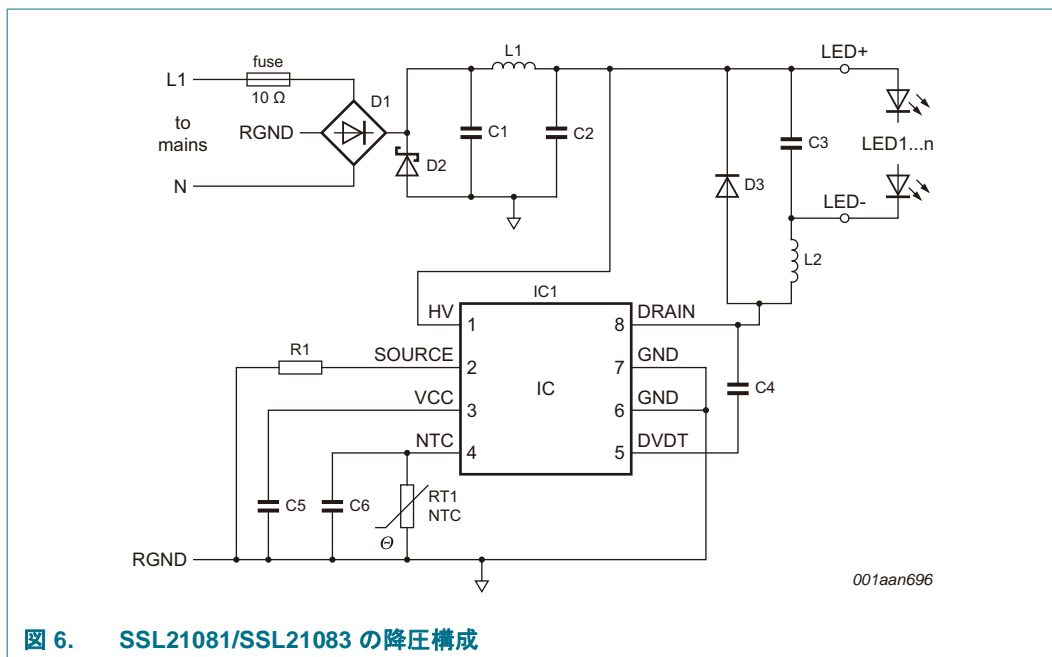 L1
LED+
L1
fuse
10 Ω
D1
to
mains
RGND
C1
C2
C3
LED1...n
D2
D3
N
LED-
L2
IC1
HV
DRAIN
1
8
R1
SOURCE
GND
2
7
IC
C4
VCC
GND
3
6
NTC
DVDT
4
5
C5
C6
RT1
NTC
Θ
RGND
001aan696
図 6. SSL21081/SSL21083 の降圧構成